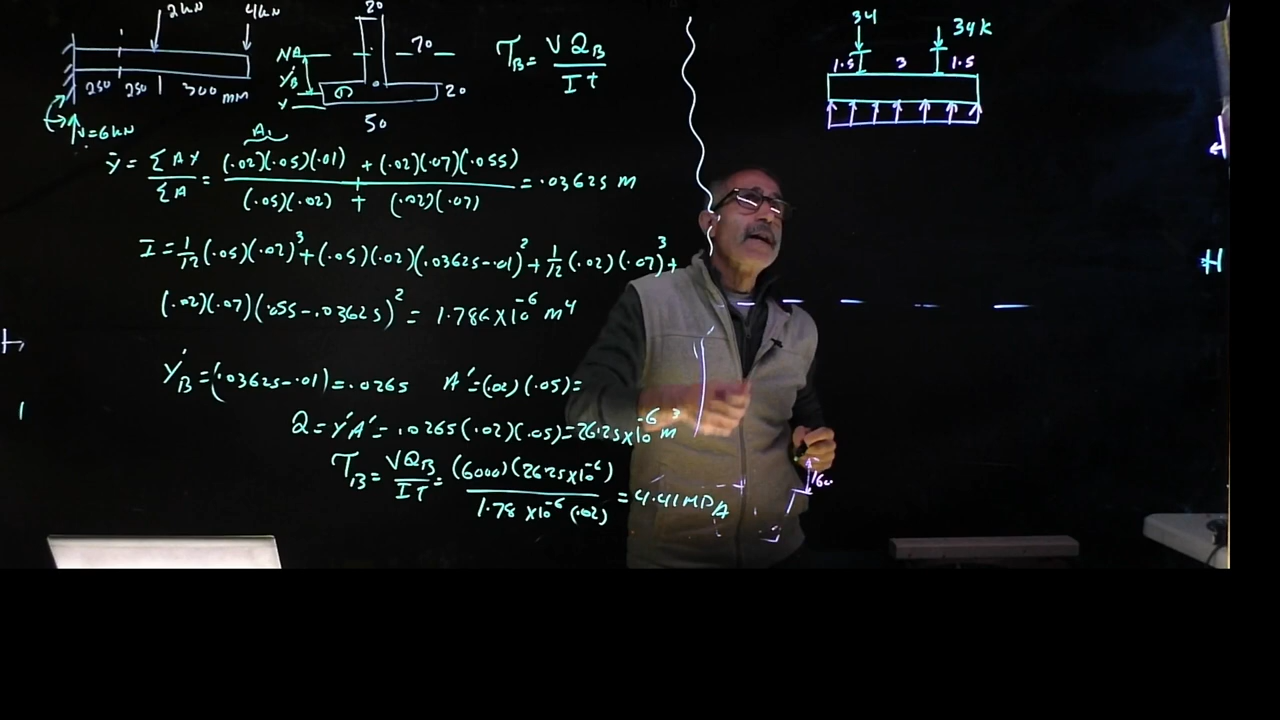 2kN 4kN
250 250 300 mm
V=6kN
20
NA 70
Y'B
Y 20
50
τB = VQB / It
34 34K
1.5 3 1.5
A1
ȳ = ΣAY / ΣA = (.02)(.05)(.01) + (.02)(.07)(.055) / (.05)(.02) + (.02)(.07) = .03625 m
I = 1/12 (.05)(.02)³ + (.05)(.02)(.03625-.01)² + 1/12 (.02)(.07)³ +
(.02)(.07)(.055-.03625)² = 1.786 x 10⁻⁶ m⁴
Y'B = (.03625-.01) = .0265 A' = (.02)(.05) =
Q = Y'A' = .0265(.02)(.05) = 26.25 x 10⁻⁶ m³
τB = VQB / Iτ = (6000)(26.25x10⁻⁶) / 1.78 x 10⁻⁶ (.02) = 4.41 MPA